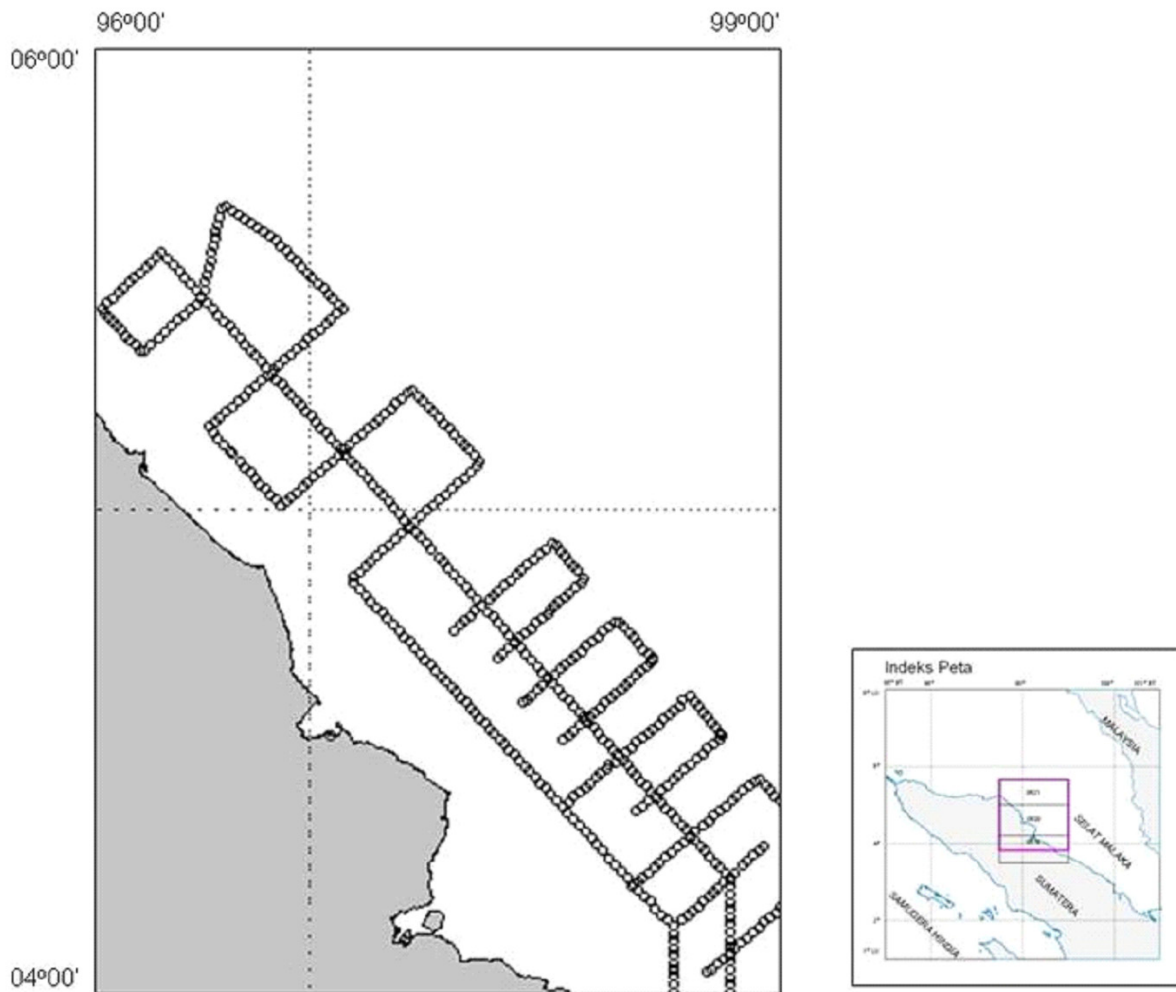 96º00'
99º00'
06º00'
04º00'
Indeks Peta
MALAYSIA
SELAT MALAKA
SUMATERA
SAMUDERA HINDIA